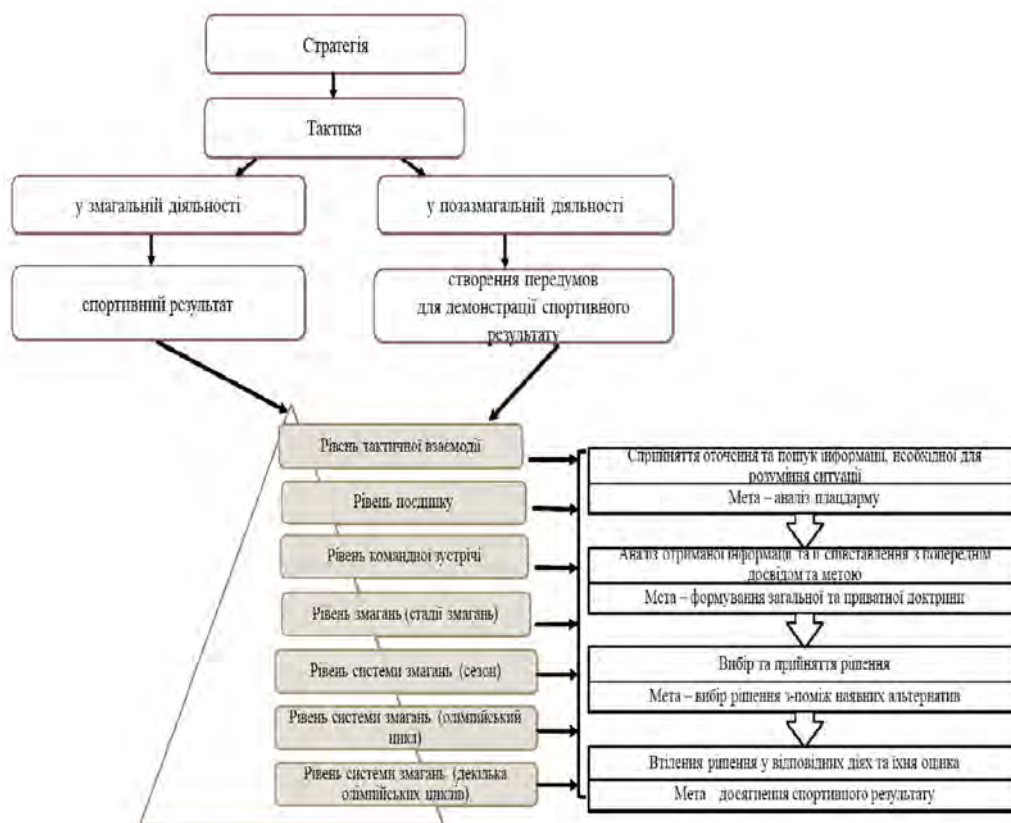 Стратегія
Тактика
у змагальній діяльності
у позазмагальній діяльності
спортивний результат
створення передумов
для демонстрації спортивного
результату
Рівень тактичної взаємодії
Рівень поєдинку
Рівень командної зустрічі
Рівень змагань (стадії змагань)
Рівень системи змагань (сезон)
Рівень системи змагань (олімпійський
цикл)
Рівень системи змагань (декілька
олімпійських циклів)
Сприйняття оточення та пошук інформації, необхідної для
розуміння ситуації
Мета – аналіз плацдарму
Аналіз отриманої інформації та її співставлення з попереднім
досвідом та метою
Мета – формування загальної та приватної доктрини
Вибір та прийняття рішення
Мета – вибір рішення з-поміж наявних альтернатив
Втілення рішення у відповідних діях та їхня оцінка
Мета досягнення спортивного результату